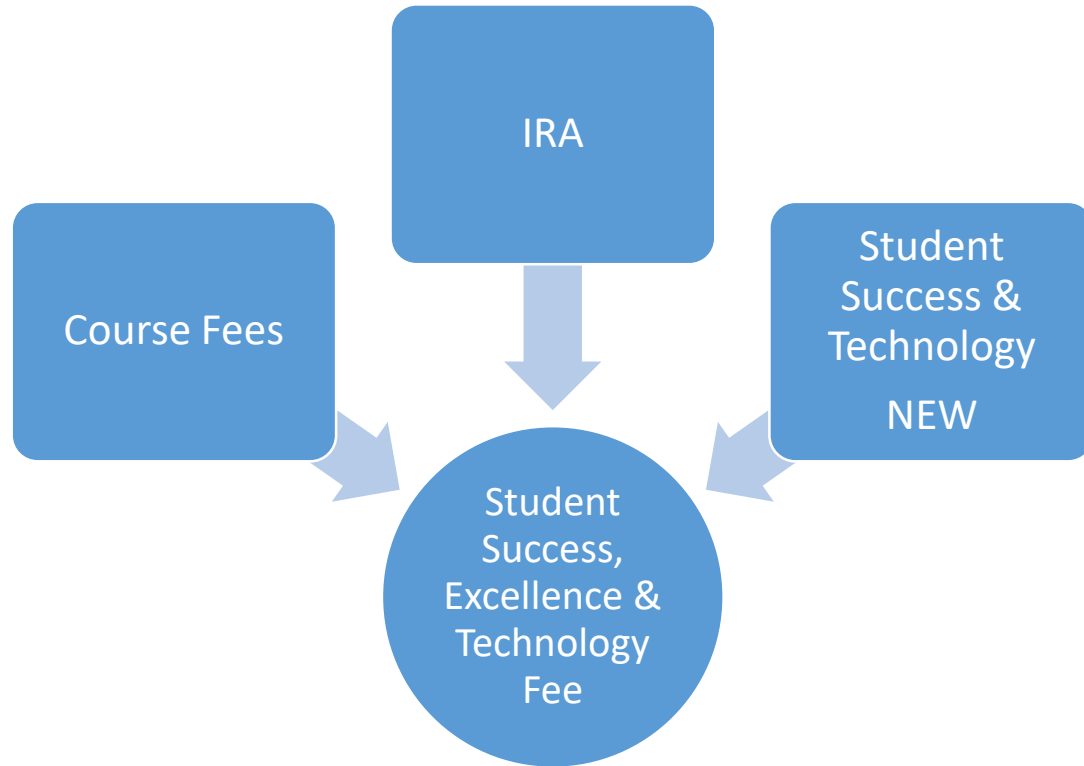 IRA
Course Fees
Student
Success &
Technology
NEW
Student
Success,
Excellence &
Technology
Fee